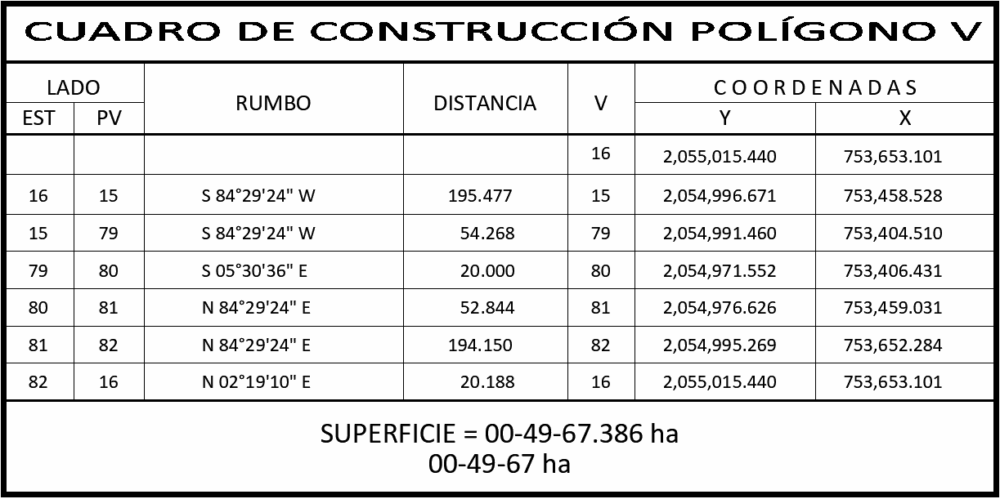 CUADRO DE CONSTRUCCIÓN POLÍGONO V
LADO RUMBO DISTANCIA V C O O R D E N A D A S
EST PV Y X
16 2,055,015.440 753,653.101
16 15 S 84°29'24" W 195.477 15 2,054,996.671 753,458.528
15 79 S 84°29'24" W 54.268 79 2,054,991.460 753,404.510
79 80 S 05°30'36" E 20.000 80 2,054,971.552 753,406.431
80 81 N 84°29'24" E 52.844 81 2,054,976.626 753,459.031
81 82 N 84°29'24" E 194.150 82 2,054,995.269 753,652.284
82 16 N 02°19'10" E 20.188 16 2,055,015.440 753,653.101
SUPERFICIE = 00-49-67.386 ha
00-49-67 ha